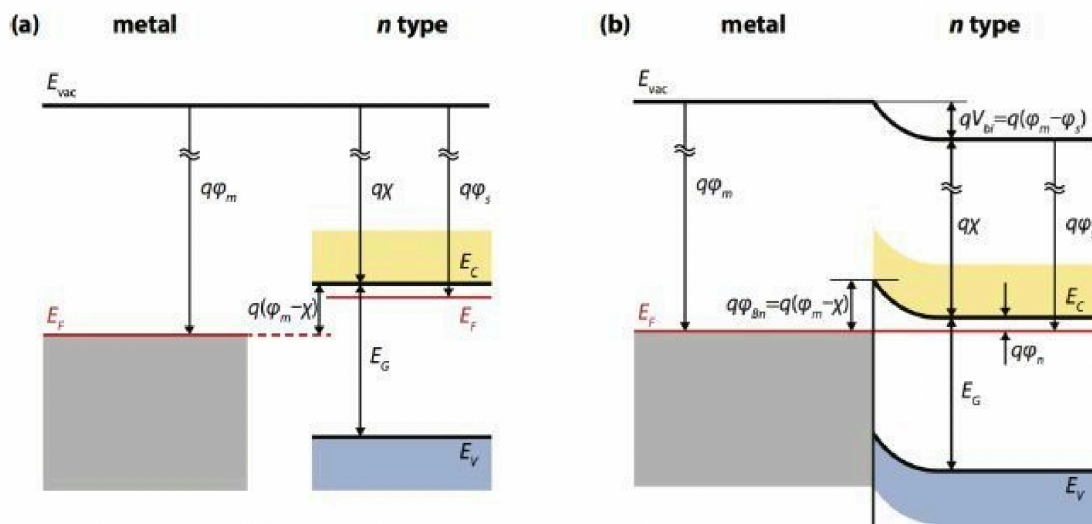 (a) metal n type
E_vac
qφ_m qχ qφ_s
E_C
q(φ_m−χ)
E_F E_F
E_G
E_V
(b) metal n type
E_vac
qV_bi=q(φ_m−φ_s)
qφ_m
qχ qφ
E_C
qφ_Bn=q(φ_m−χ)
E_F
qφ_n
E_G
E_V